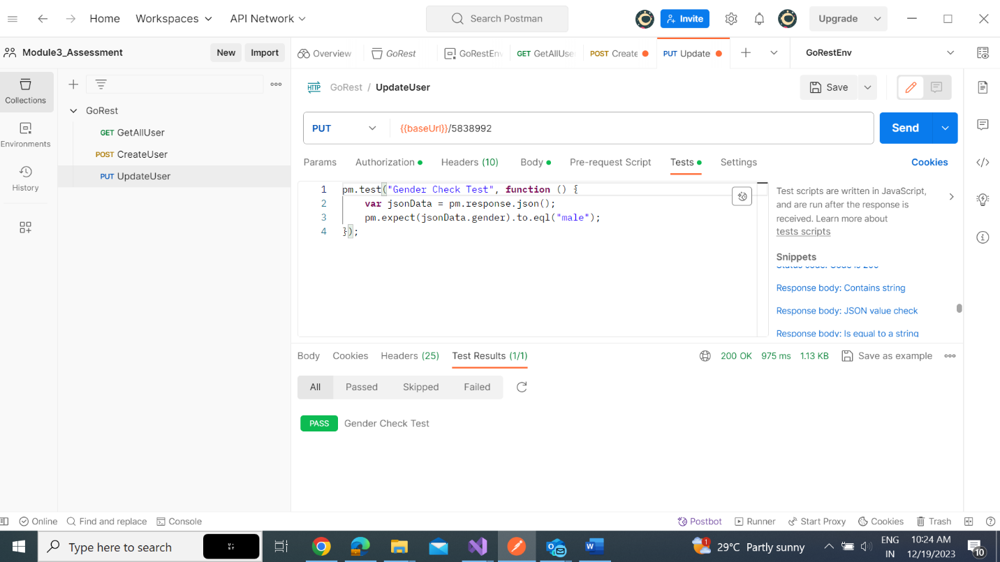 Home Workspaces API Network Search Postman Invite Upgrade
Module3_Assessment New Import Overview GoRest GoRestEnv GET GetAllUse POST Create PUT Update GoRestEnv
Collections
Environments
History
GoRest
GET GetAllUser
POST CreateUser
PUT UpdateUser
HTTP GoRest / UpdateUser Save
PUT {{baseUrl}}/5838992 Send
Params Authorization Headers (10) Body Pre-request Script Tests Settings Cookies
1 pm.test("Gender Check Test", function () {
2 var jsonData = pm.response.json();
3 pm.expect(jsonData.gender).to.eql("male");
4 });
Test scripts are written in JavaScript,
and are run after the response is
received. Learn more about
tests scripts
Snippets
Status code: Code is 200
Response body: Contains string
Response body: JSON value check
Response body: Is equal to a string
Body Cookies Headers (25) Test Results (1/1) 200 OK 975 ms 1.13 KB Save as example
All Passed Skipped Failed
PASS Gender Check Test
Online Find and replace Console Postbot Runner Start Proxy Cookies Trash
Type here to search 1 29°C Partly sunny ENG IN 10:24 AM 12/19/2023 10